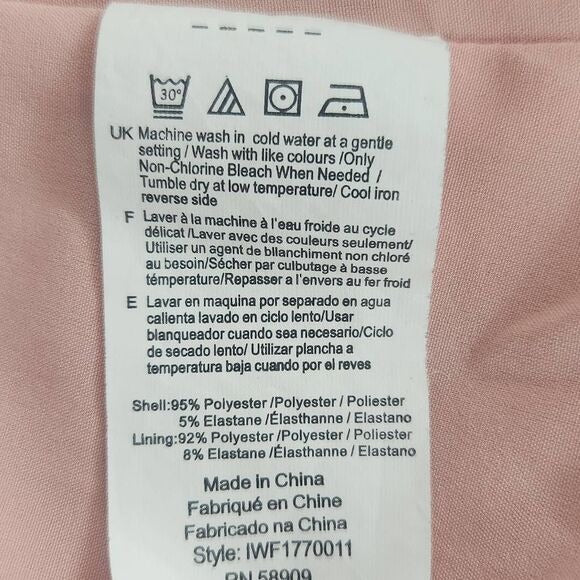 30°
UK Machine wash in cold water at a gentle
setting / Wash with like colours /Only
Non-Chlorine Bleach When Needed /
Tumble dry at low temperature/ Cool iron
reverse side
F Laver à la machine à l'eau froide au cycle
délicat /Laver avec des couleurs seulement/
Utiliser un agent de bllanchiment non chloré
au besoin/Sécher par culbutage à basse
témpérature/Repasser a l'envers au fer froid
E Lavar en maquina por separado en agua
calienta lavado en ciclo lento/Usar
blanqueador cuando sea necesario/Ciclo
de secado lento/ Utilizar plancha a
temperatura baja cuando por el reves
Shell:95% Polyester /Polyester / Poliester
5% Elastane /Élasthanne / Elastano
Lining:92% Polyester /Polyester / Poliester
8% Elastane /Élasthanne / Elastano
Made in China
Fabriqué en Chine
Fabricado na China
Style: IWF1770011
RN 58909